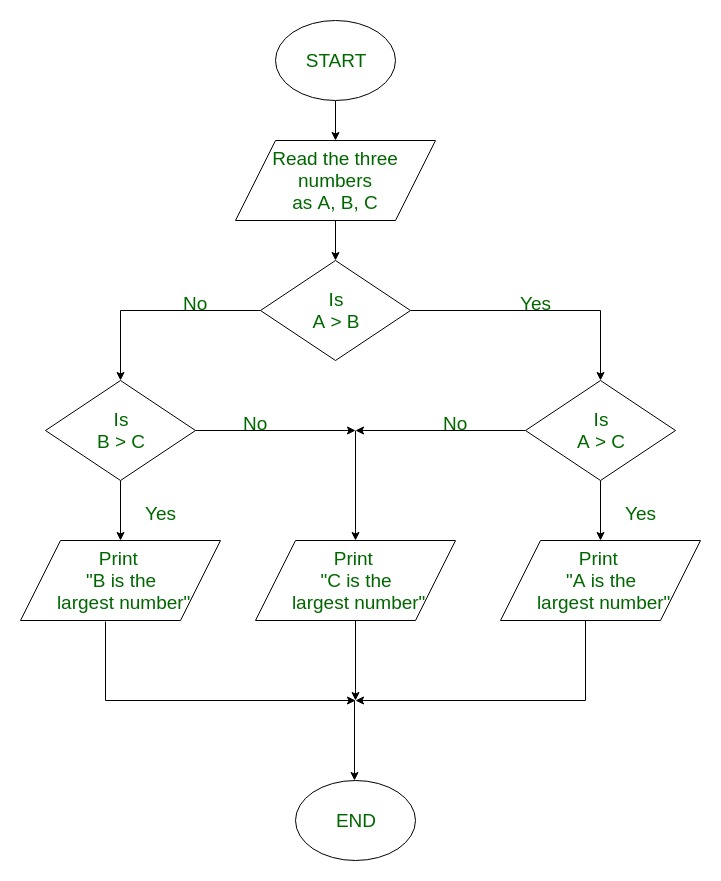 START
Read the three
numbers
as A, B, C
Is
A > B
No
Yes
Is
B > C
No
No
Is
A > C
Yes
Yes
Print
"B is the
largest number"
Print
"C is the
largest number"
Print
"A is the
largest number"
END